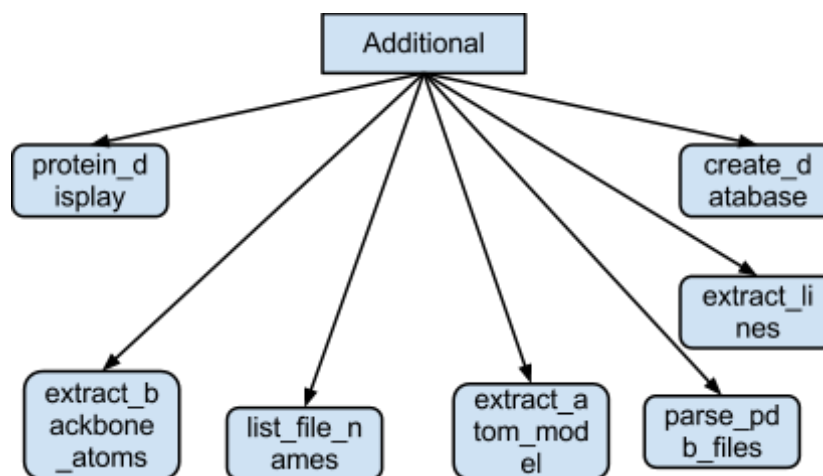 Additional
protein_d
isplay
create_d
atabase
extract_li
nes
extract_b
ackbone
_atoms
list_file_n
ames
extract_a
tom_mod
el
parse_pd
b_files